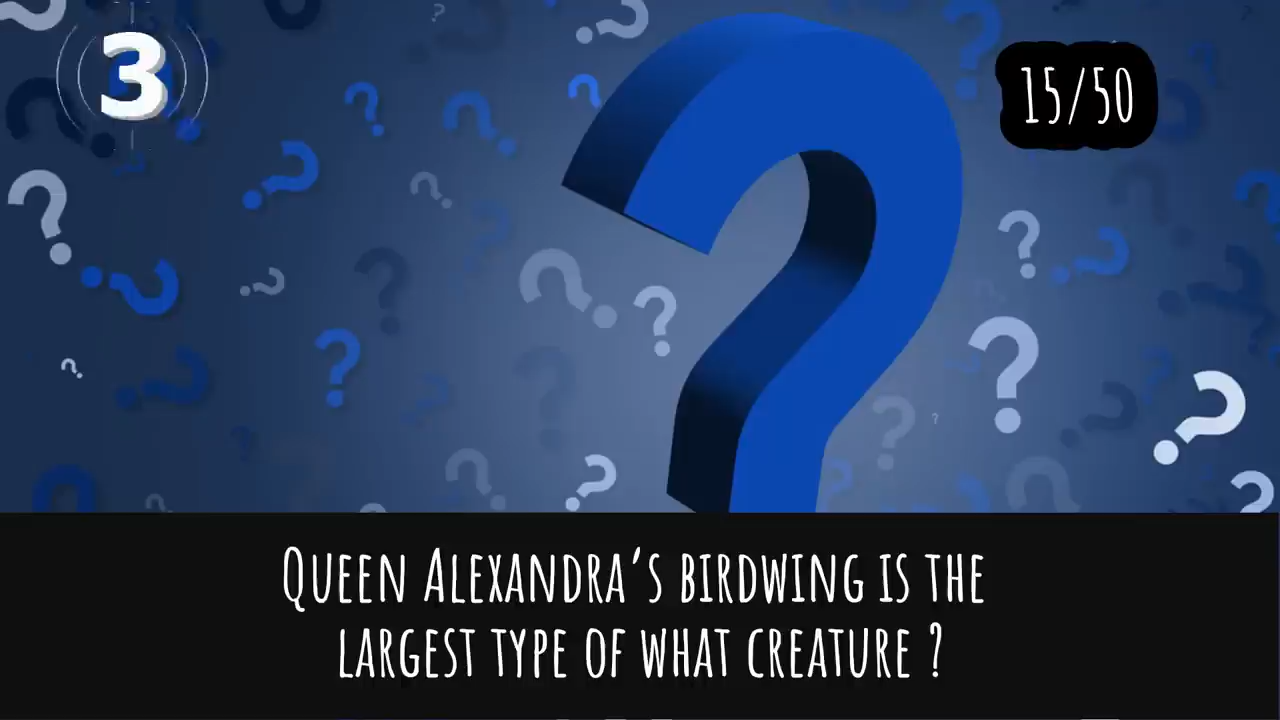 3
15/50
QUEEN ALEXANDRA'S BIRDWING IS THE
LARGEST TYPE OF WHAT CREATURE ?